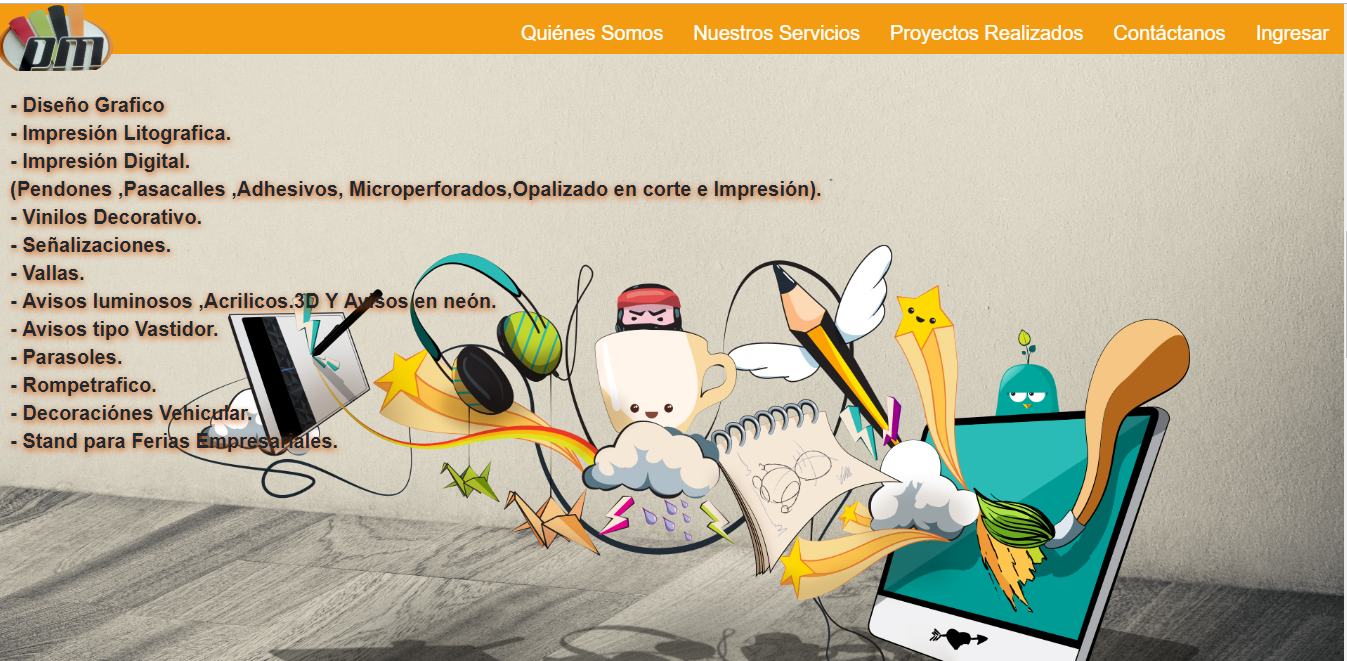 pm
Quiénes Somos Nuestros Servicios Proyectos Realizados Contáctanos Ingresar
- Diseño Grafico
- Impresión Litografica.
- Impresión Digital.
(Pendones ,Pasacalles ,Adhesivos, Microperforados,Opalizado en corte e Impresión).
- Vinilos Decorativo.
- Señalizaciones.
- Vallas.
- Avisos luminosos ,Acrilicos.3D Y Avisos en neón.
- Avisos tipo Vastidor.
- Parasoles.
- Rompetrafico.
- Decoraciónes Vehicular.
- Stand para Ferias Empresariales.